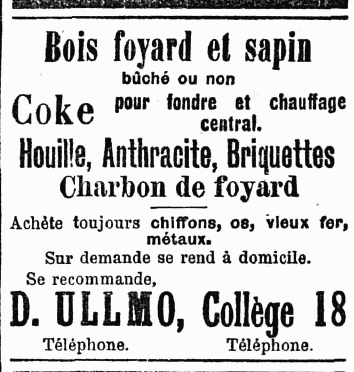 Bois foyard et sapin
bûché ou non
Coke pour fondre et chauffage
central.
Houille, Anthracite, Briquettes
Charbon de foyard
Achète toujours chiffons, os, vieux fer,
métaux.
Sur demande se rend à domicile.
Se recommande,
D. ULLMO, Collège 18
Téléphone. Téléphone.